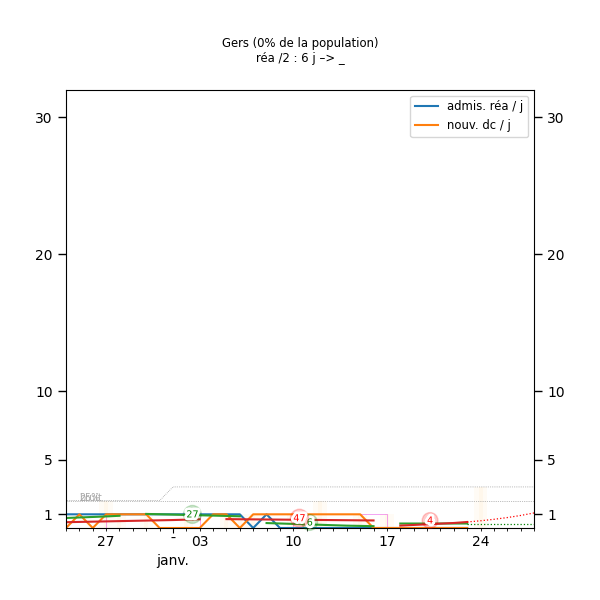 Gers (0% de la population)
réa /2 : 6 j –> _
admis. réa / j
nouv. dc / j
30 30
20 20
10 10
5 5
1 1
27 47 6 4
27 - 03 10 17 24
janv.